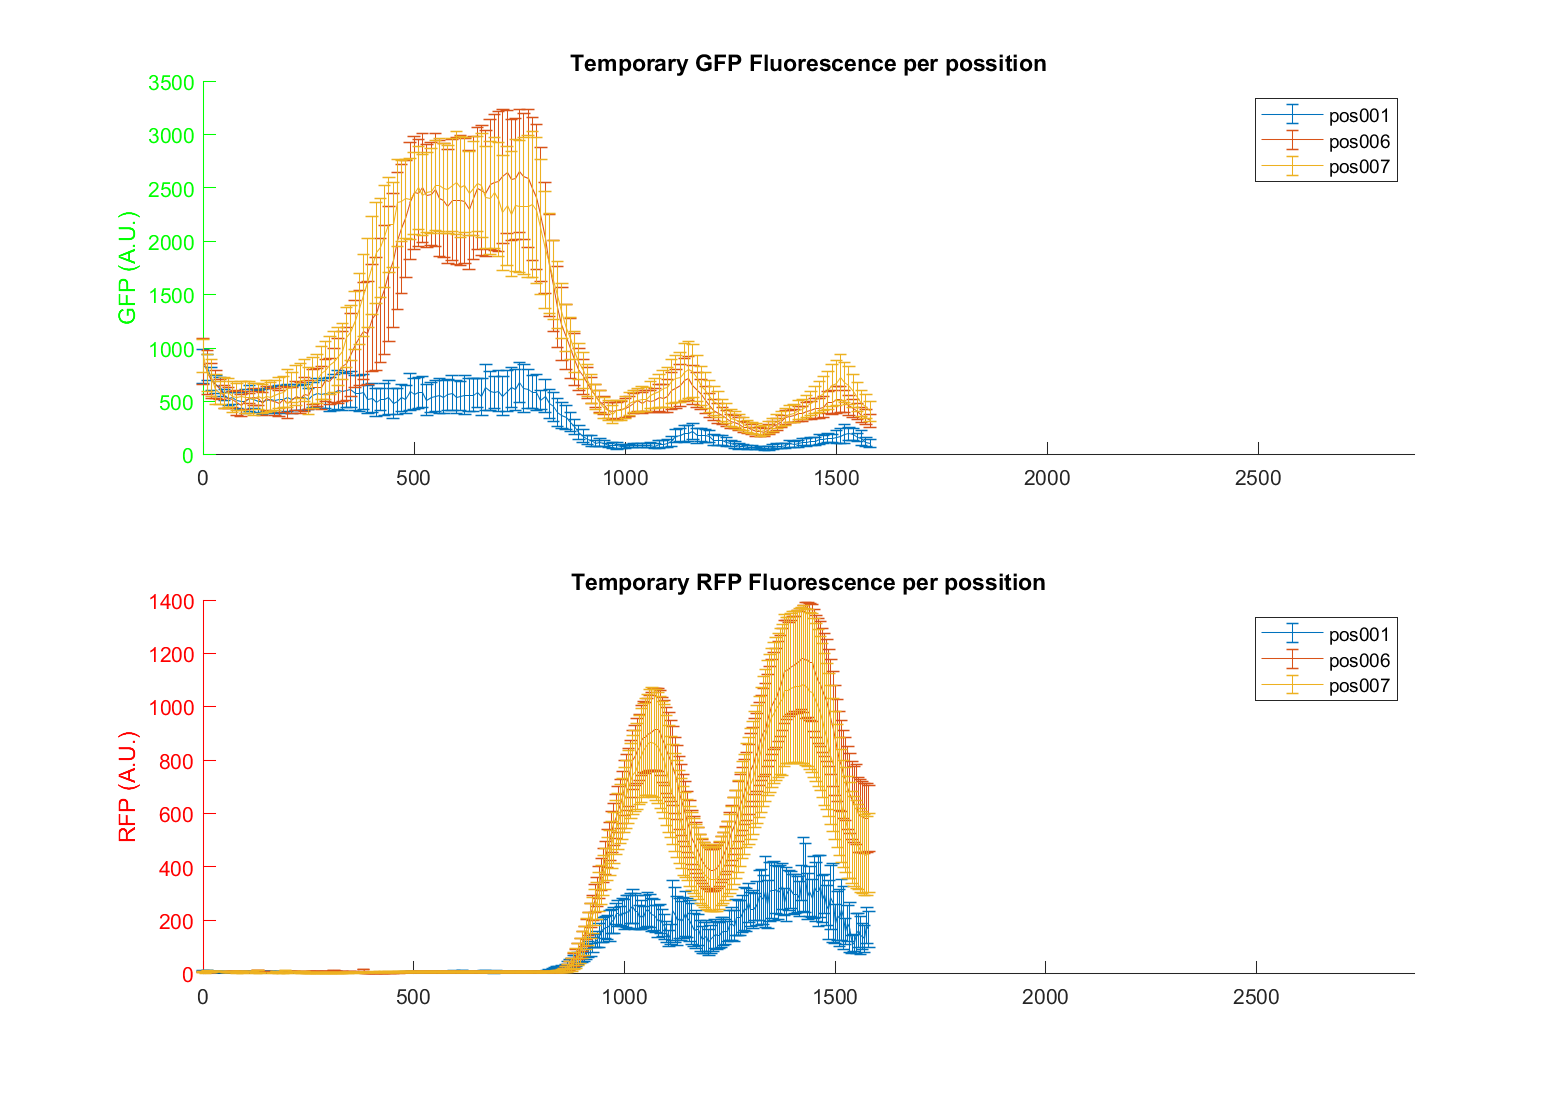 Temporary GFP Fluorescence per possition
3500
3000
2500
2000
1500
1000
500
0
GFP (A.U.)
0 500 1000 1500 2000 2500
pos001
pos006
pos007
Temporary RFP Fluorescence per possition
1400
1200
1000
800
600
400
200
0
RFP (A.U.)
0 500 1000 1500 2000 2500
pos001
pos006
pos007